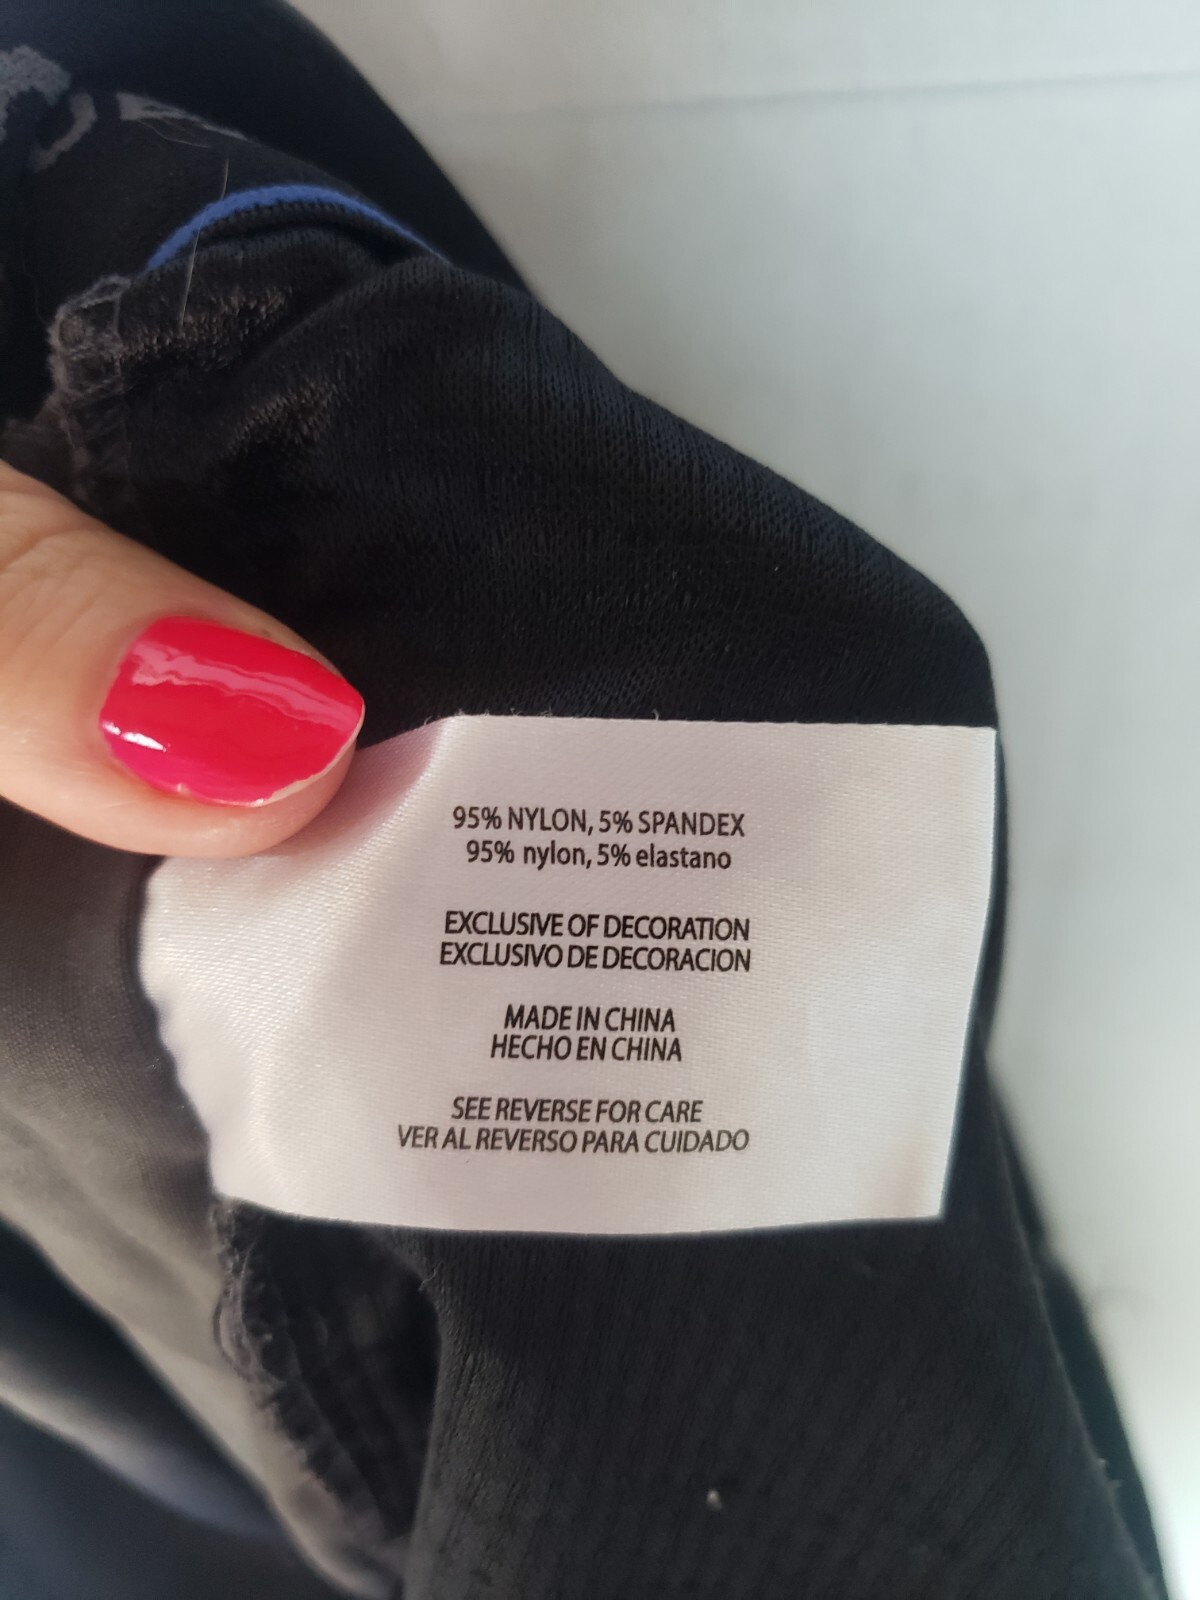 95% NYLON, 5% SPANDEX
95% nylon, 5% elastano
EXCLUSIVE OF DECORATION
EXCLUSIVO DE DECORACION
MADE IN CHINA
HECHO EN CHINA
SEE REVERSE FOR CARE
VER AL REVERSO PARA CUIDADO